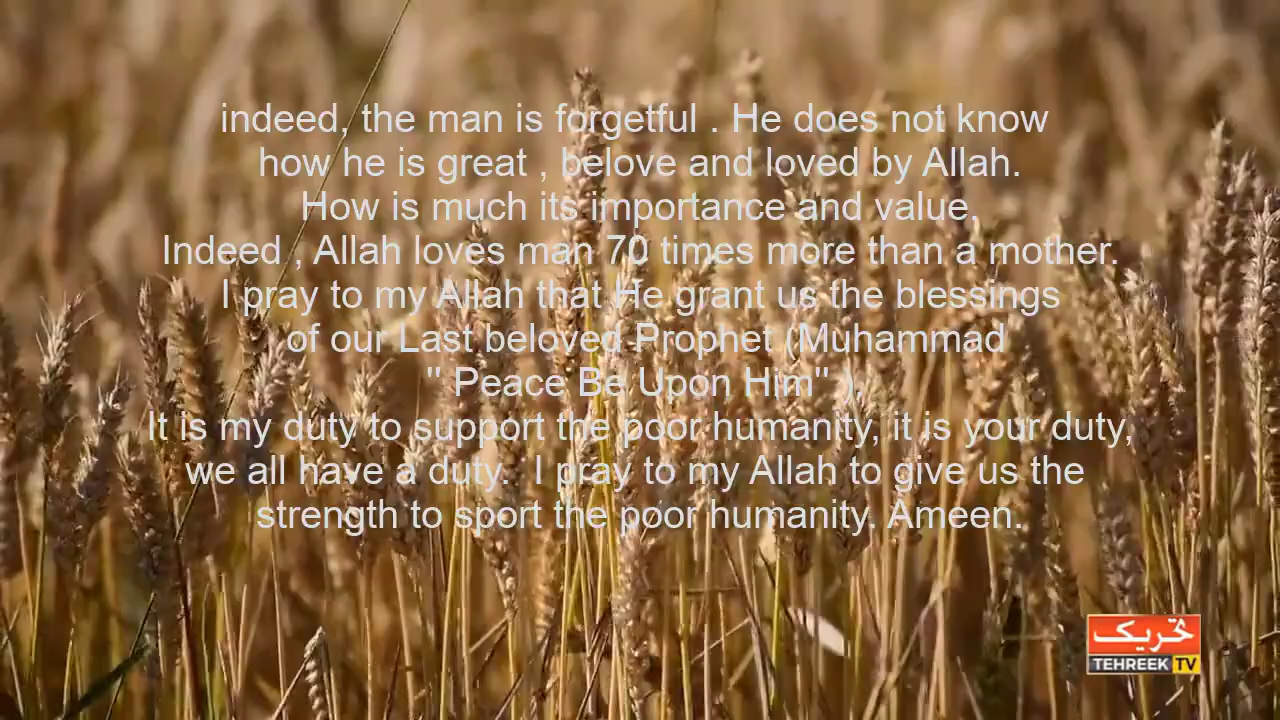 indeed, the man is forgetful . He does not know
how he is great , belove and loved by Allah.
How is much its importance and value.
Indeed , Allah loves man 70 times more than a mother.
I pray to my Allah that He grant us the blessings
of our Last beloved Prophet (Muhammad
" Peace Be Upon Him" ).
It is my duty to support the poor humanity, it is your duty,
we all have a duty.  I pray to my Allah to give us the
strength to sport the poor humanity. Ameen.
تحریک
TEHREEK TV